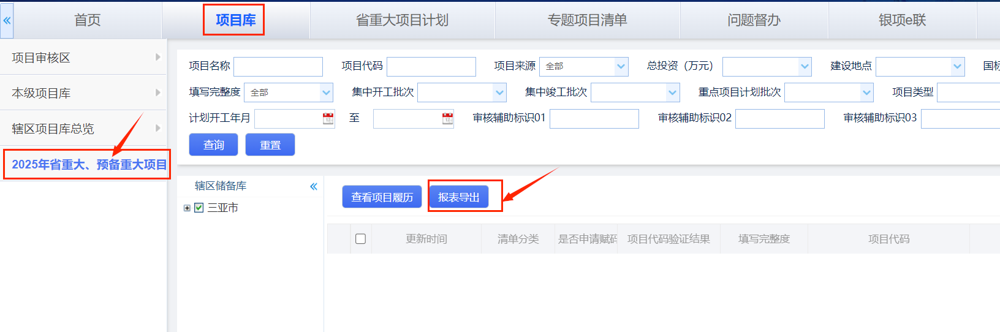 首页 项目库 省重大项目计划 专题项目清单 问题督办 银项e联
项目审核区
本级项目库
辖区项目库总览
2025年省重大、预备重大项目
项目名称 项目代码 项目来源 全部 总投资（万元） 建设地点 国标
填写完整度 全部 集中开工批次 集中竣工批次 重点项目计划批次 项目类型
计划开工年月 至 审核辅助标识01 审核辅助标识02 审核辅助标识03
查询 重置
辖区储备库
三亚市
查看项目履历 报表导出
更新时间 清单分类 是否申请赋码 项目代码验证结果 填写完整度 项目代码